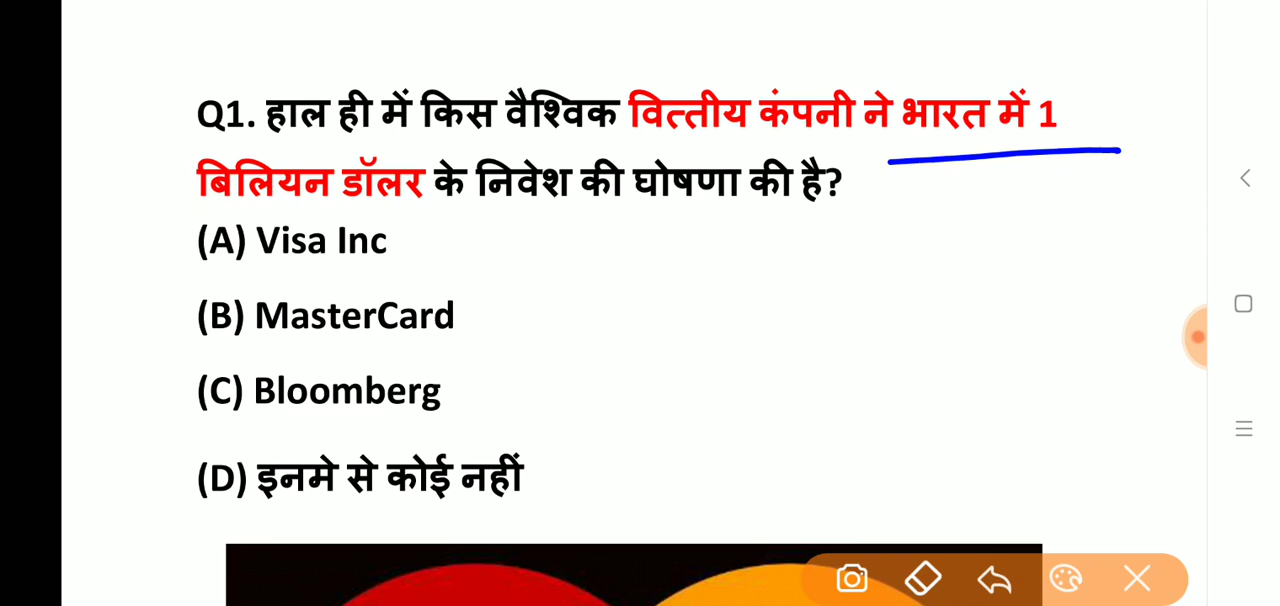 Q1. हाल ही में किस वैश्विक वित्तीय कंपनी ने भारत में 1
बिलियन डॉलर के निवेश की घोषणा की है?
(A) Visa Inc
(B) MasterCard
(C) Bloomberg
(D) इनमे से कोई नहीं